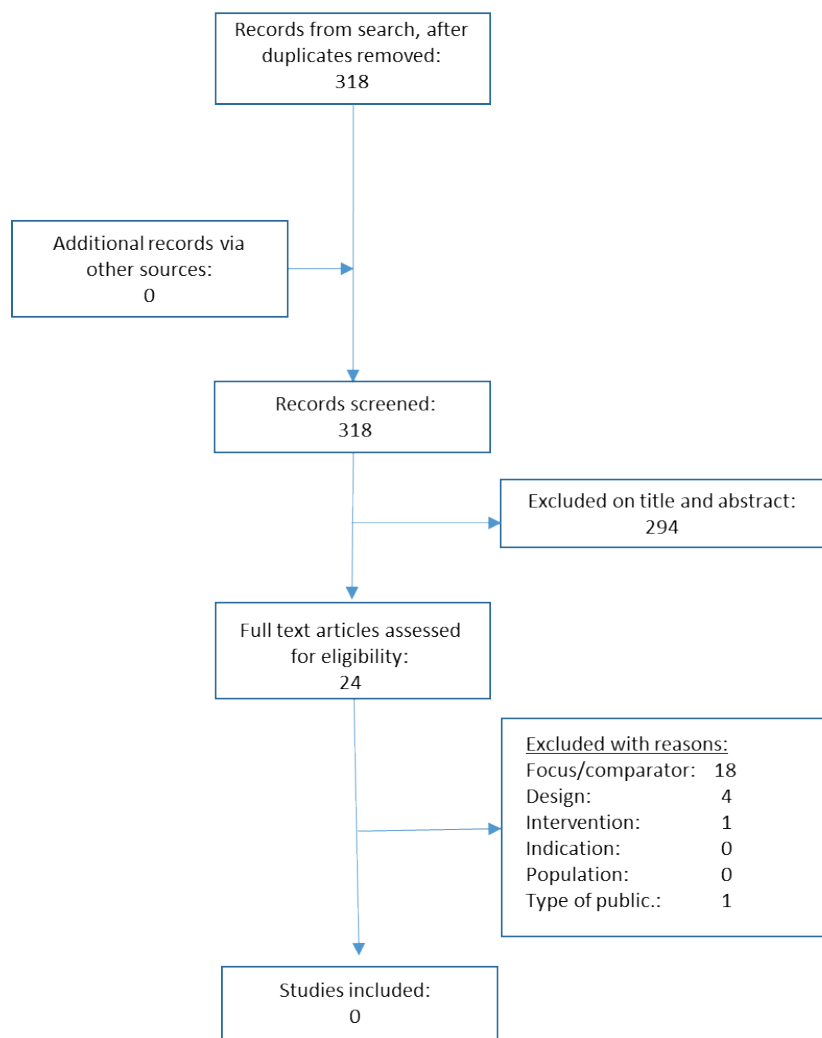 Records from search, after
duplicates removed:
318
Additional records via
other sources:
0
Records screened:
318
Excluded on title and abstract:
294
Full text articles assessed
for eligibility:
24
Excluded with reasons:
Focus/comparator: 18
Design: 4
Intervention: 1
Indication: 0
Population: 0
Type of public.: 1
Studies included:
0